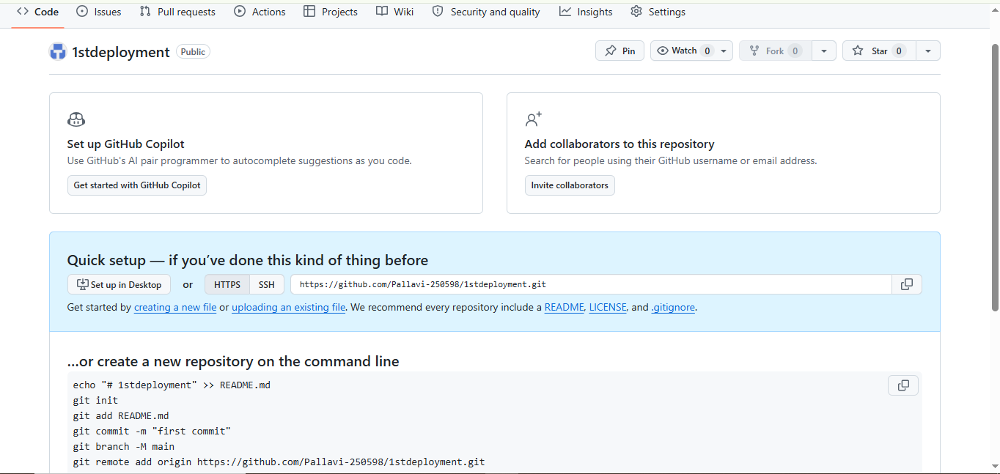 Code Issues Pull requests Actions Projects Wiki Security and quality Insights Settings
1stdeployment Public Pin Watch 0 Fork 0 Star 0
Set up GitHub Copilot
Use GitHub's AI pair programmer to autocomplete suggestions as you code.
Get started with GitHub Copilot
Add collaborators to this repository
Search for people using their GitHub username or email address.
Invite collaborators
Quick setup — if you’ve done this kind of thing before
Set up in Desktop or HTTPS SSH https://github.com/Pallavi-250598/1stdeployment.git
Get started by creating a new file or uploading an existing file. We recommend every repository include a README, LICENSE, and .gitignore.
…or create a new repository on the command line
echo "# 1stdeployment" >> README.md
git init
git add README.md
git commit -m "first commit"
git branch -M main
git remote add origin https://github.com/Pallavi-250598/1stdeployment.git